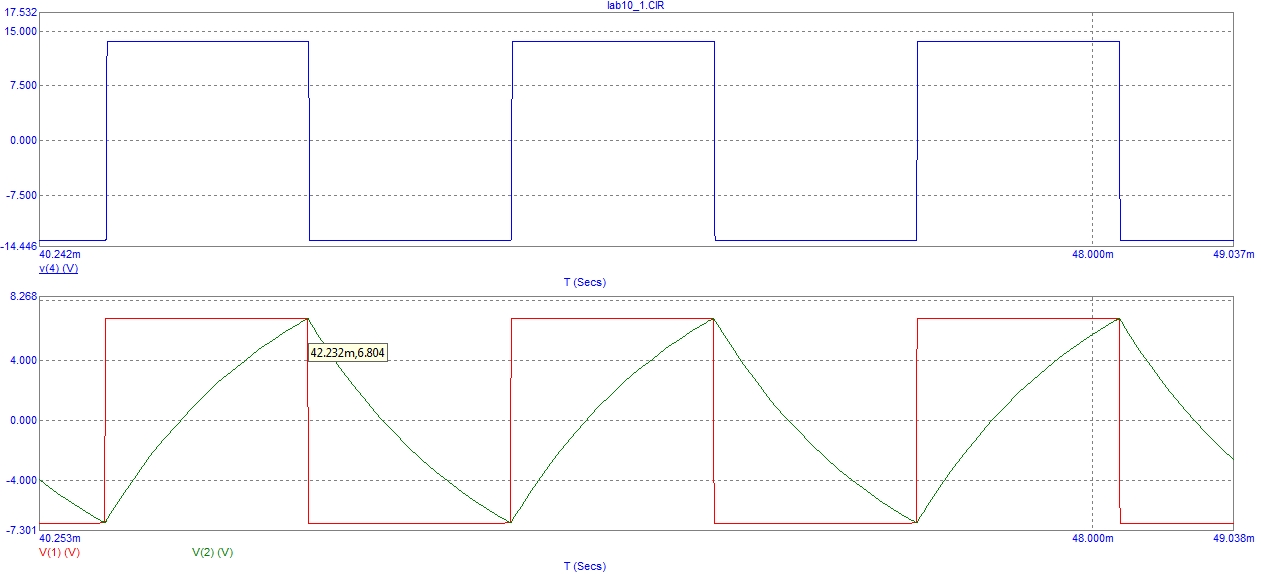 lab10_1.CIR
17.532
15.000
7.500
0.000
-7.500
-14.446
40.242m 48.000m 49.037m
v(4) (V)
T (Secs)
8.268
42.232m,6.804
4.000
0.000
-4.000
-7.301
40.253m 48.000m 49.038m
V(1) (V) V(2) (V)
T (Secs)